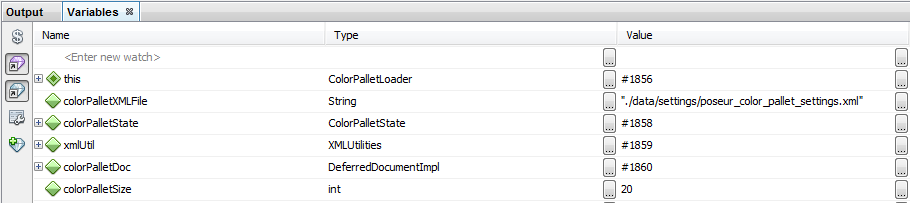 Output Variables
Name Type Value
<Enter new watch> ... ...
this ColorPalletLoader ... #1856 ...
colorPalletXMLFile String ... "./data/settings/poseur_color_pallet_settings.xml" ...
colorPalletState ColorPalletState ... #1858 ...
xmlUtil XMLUtilities ... #1859 ...
colorPalletDoc DeferredDocumentImpl ... #1860 ...
colorPalletSize int ... 20 ...